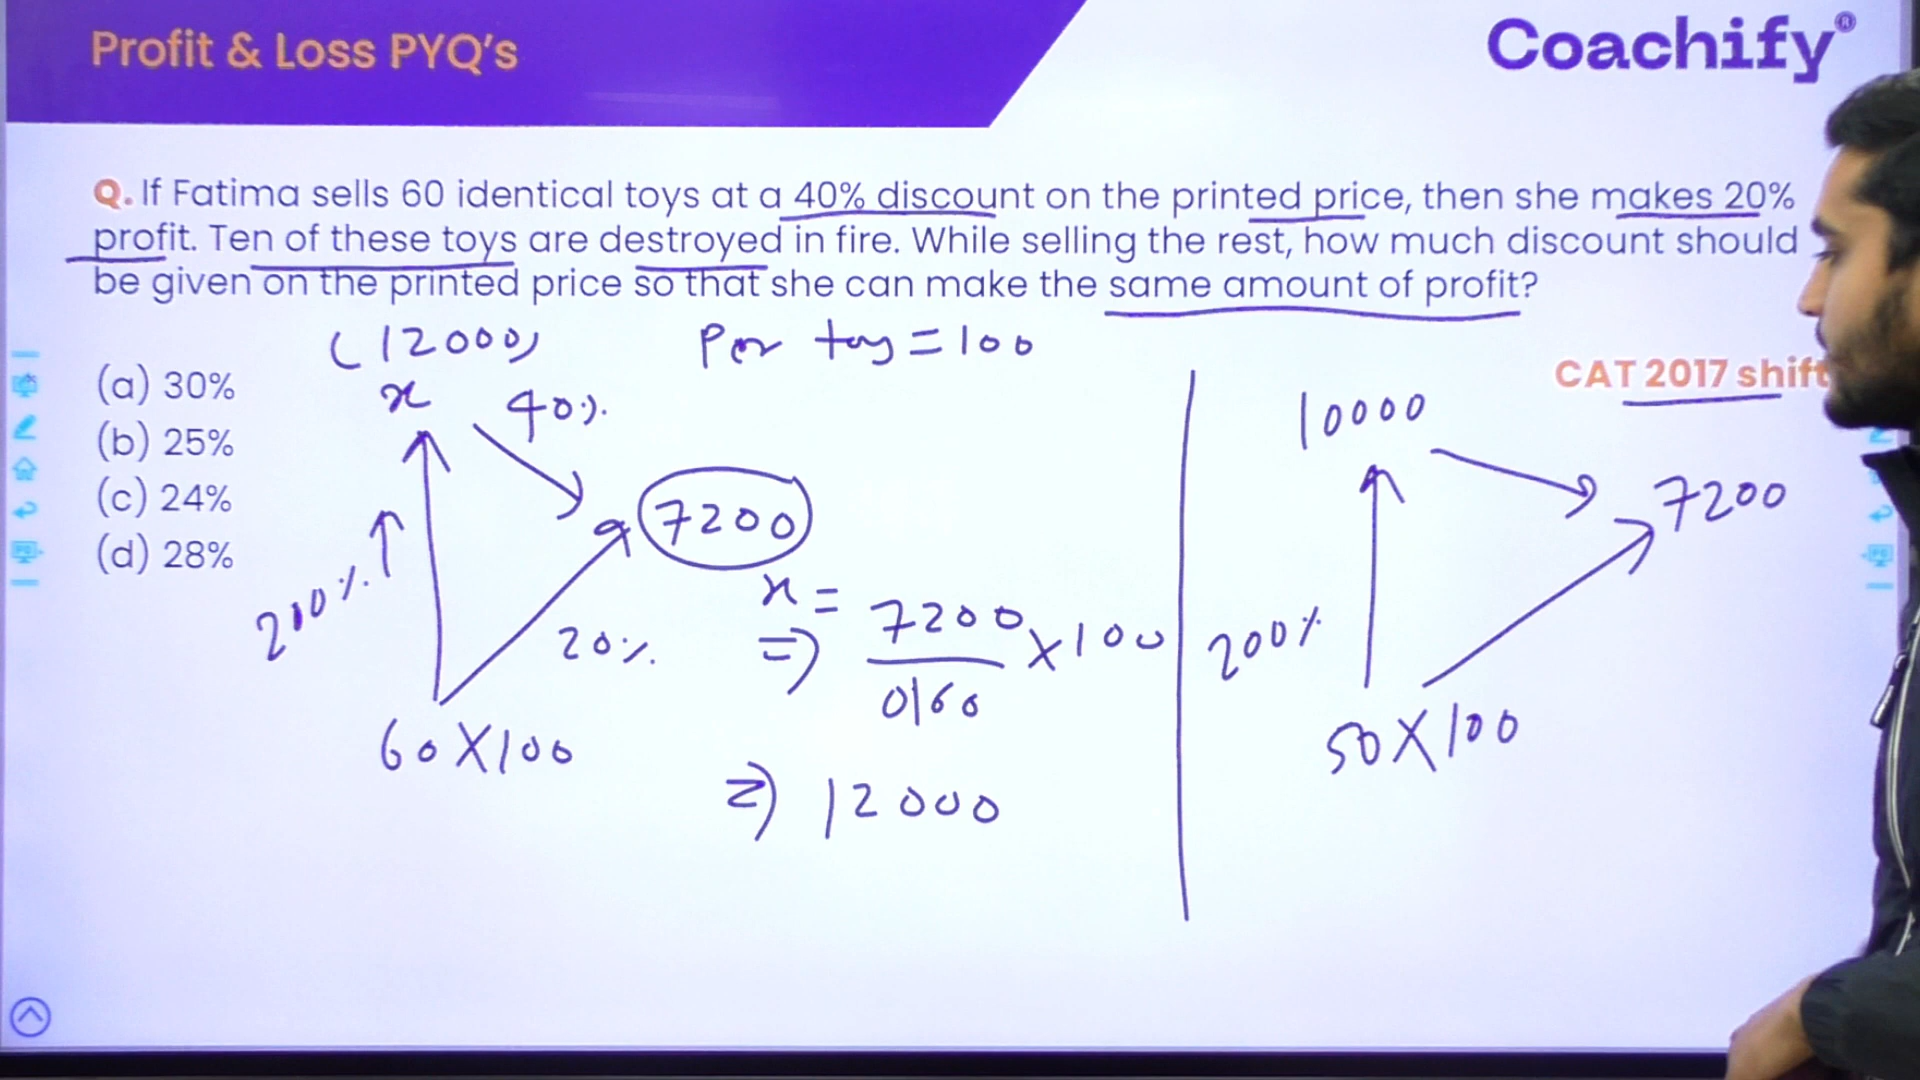 Profit & Loss PYQ's
Coachify®
Q. If Fatima sells 60 identical toys at a 40% discount on the printed price, then she makes 20%
profit. Ten of these toys are destroyed in fire. While selling the rest, how much discount should
be given on the printed price so that she can make the same amount of profit?
(12000)
Per toy = 100
CAT 2017 shift
(a) 30%
(b) 25%
(c) 24%
(d) 28%
x
40%
7200
200% ↑
20%
60 X 100
x =
=> 7200 / 0.60 X 100
=> 12000
10000
7200
200%
50 X 100